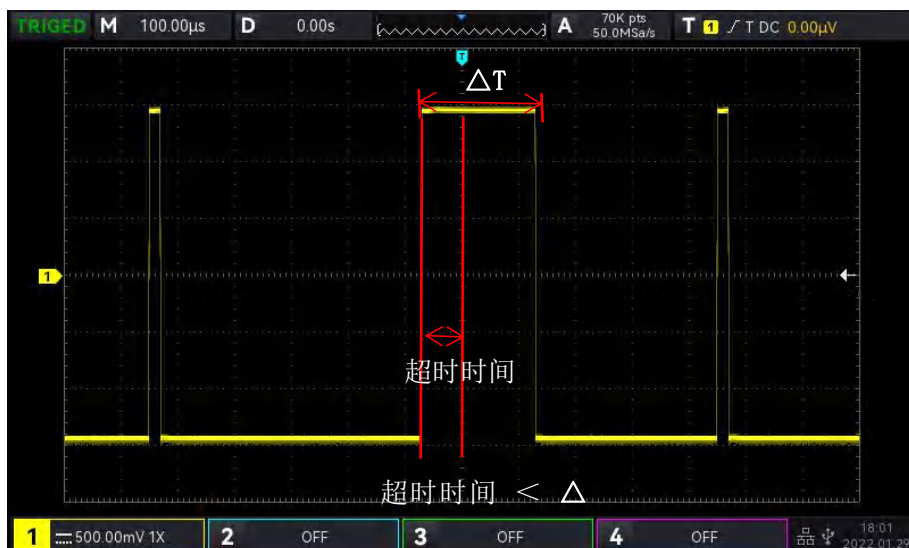 TRIGED M 100.00μs D 0.00s A 70K pts 50.0MSa/s T 1 T DC 0.00μV
T
△T
1
超时时间
超时时间 < △
1 500.00mV 1X 2 OFF 3 OFF 4 OFF 18:01 2022.01.29